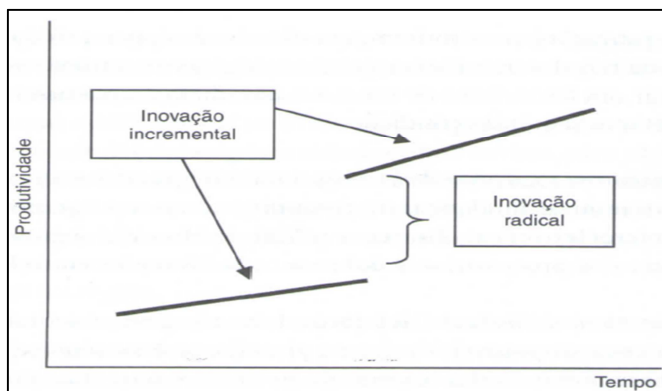 Inovação
incremental
Produtividade
Inovação
radical
Tempo